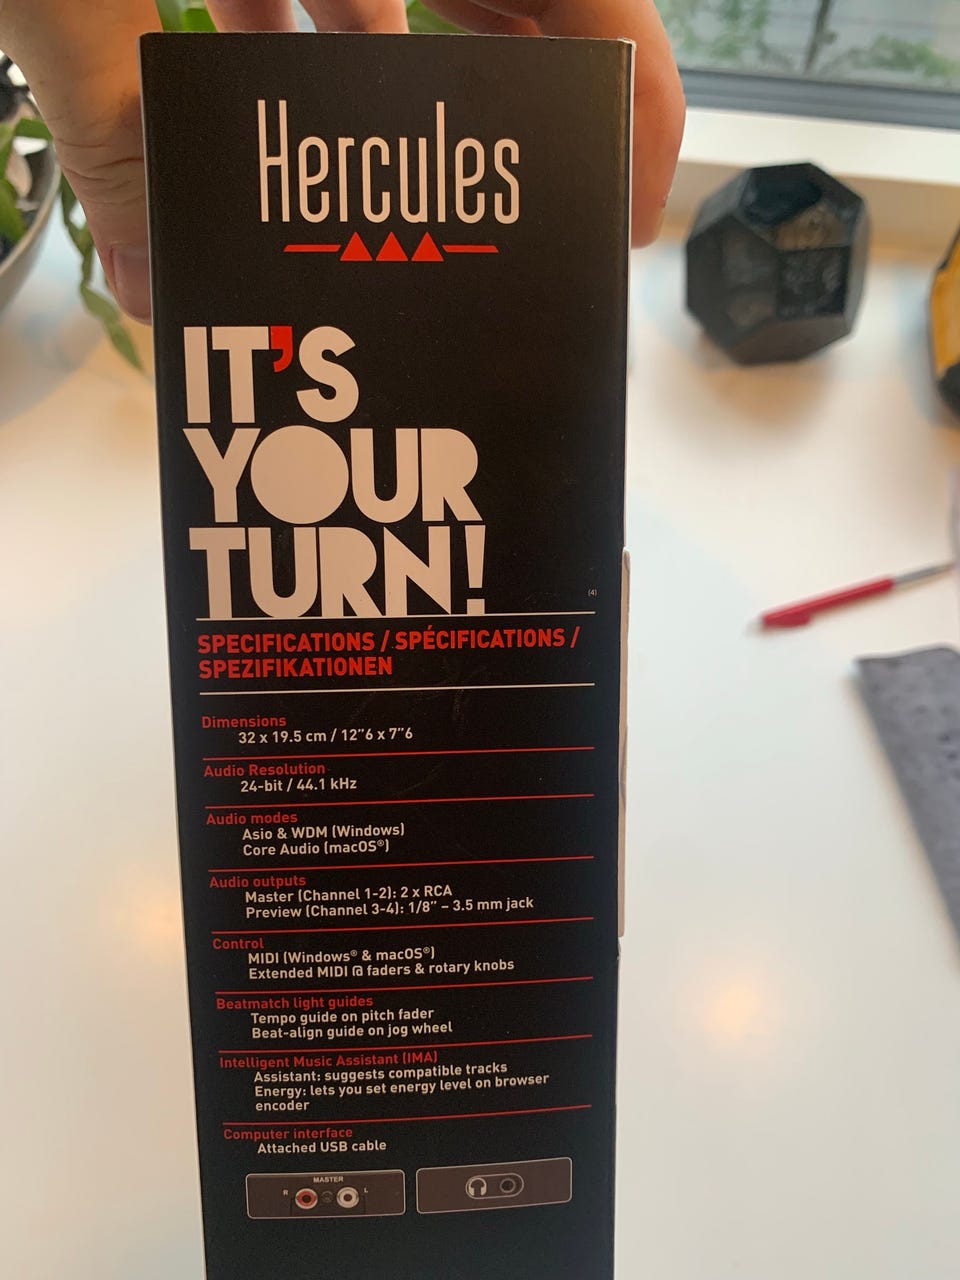 Hercules
IT'S
YOUR
TURN!
(4)
SPECIFICATIONS / SPÉCIFICATIONS /
SPEZIFIKATIONEN
Dimensions
32 x 19.5 cm / 12”6 x 7”6
Audio Resolution
24-bit / 44.1 kHz
Audio modes
Asio & WDM (Windows)
Core Audio (macOS®)
Audio outputs
Master (Channel 1-2): 2 x RCA
Preview (Channel 3-4): 1/8” – 3.5 mm jack
Control
MIDI (Windows® & macOS®)
Extended MIDI @ faders & rotary knobs
Beatmatch light guides
Tempo guide on pitch fader
Beat-align guide on jog wheel
Intelligent Music Assistant (IMA)
Assistant: suggests compatible tracks
Energy: lets you set energy level on browser
encoder
Computer interface
Attached USB cable
MASTER
R L